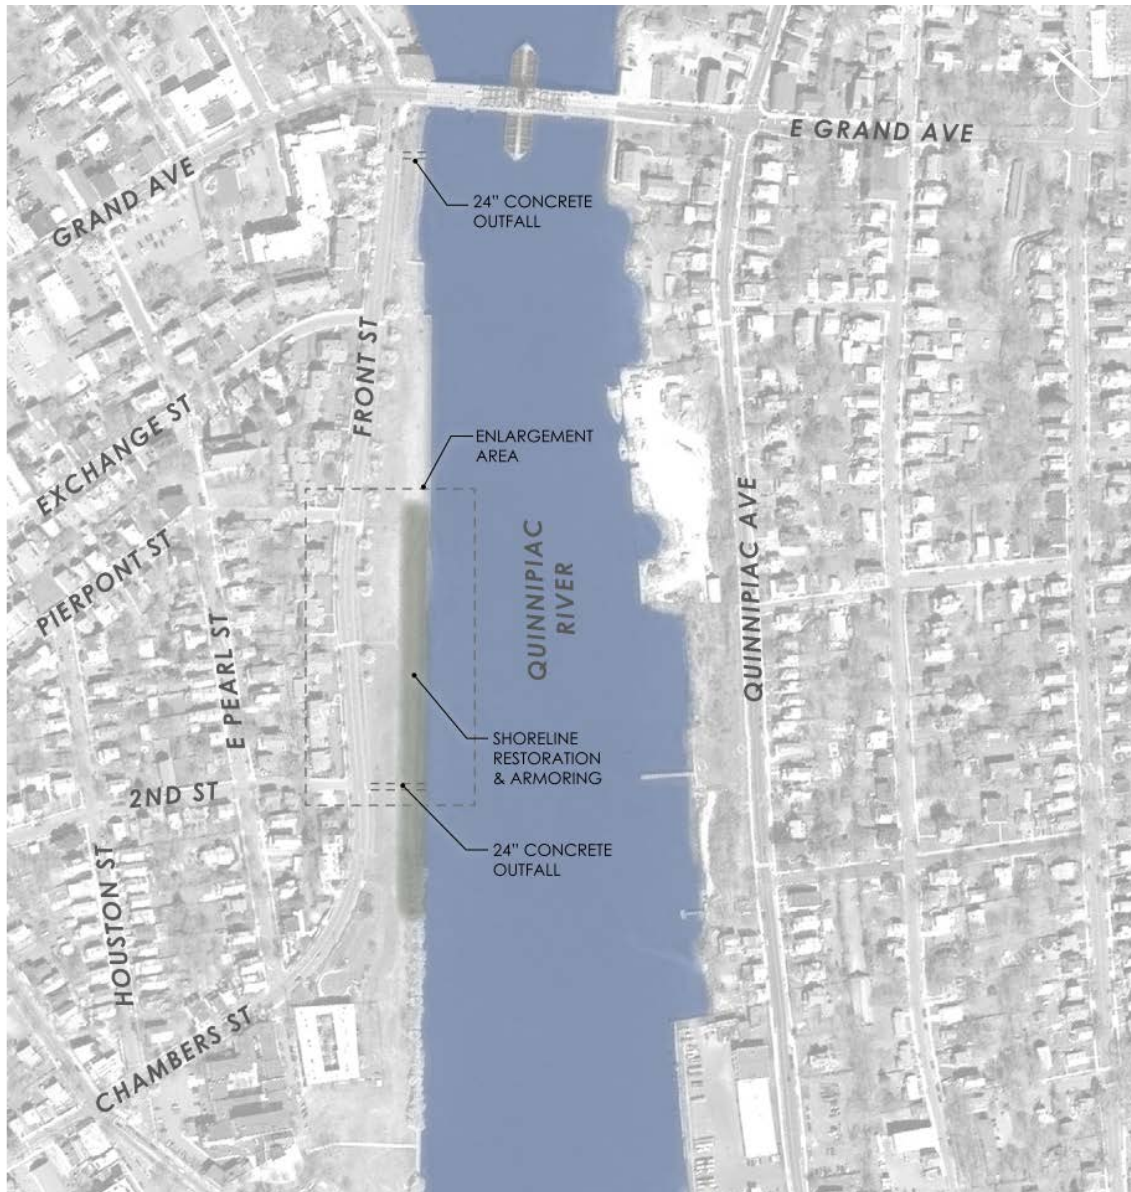 E GRAND AVE
GRAND AVE
24" CONCRETE
OUTFALL
FRONT ST
EXCHANGE ST
ENLARGEMENT
AREA
PIERPONT ST
QUINNIPIAC
RIVER
QUINNIPIAC AVE
E PEARL ST
SHORELINE
RESTORATION
& ARMORING
2ND ST
24" CONCRETE
OUTFALL
HOUSTON ST
CHAMBERS ST